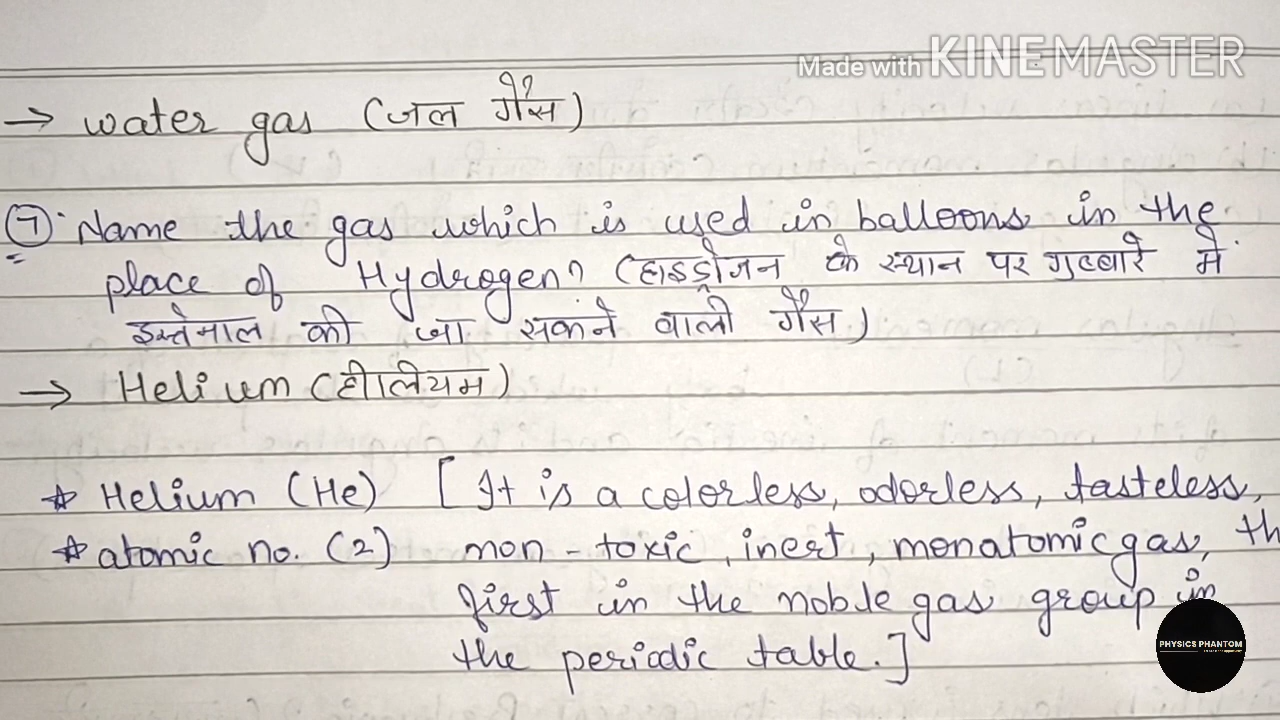 Made with KINEMASTER
→ water gas (जल गैस)
(7) Name the gas which is used in balloons in the
place of Hydrogen? (हाइड्रोजन के स्थान पर गुब्बारे में
इस्तेमाल की जा सकने वाली गैस)
→ Helium (हीलियम)
* Helium (He) [It is a colorless, odorless, tasteless,
* atomic no. (2) non-toxic, inert, monatomic gas, th
first in the noble gas group in
the periodic table.]
PHYSICS PHANTOM